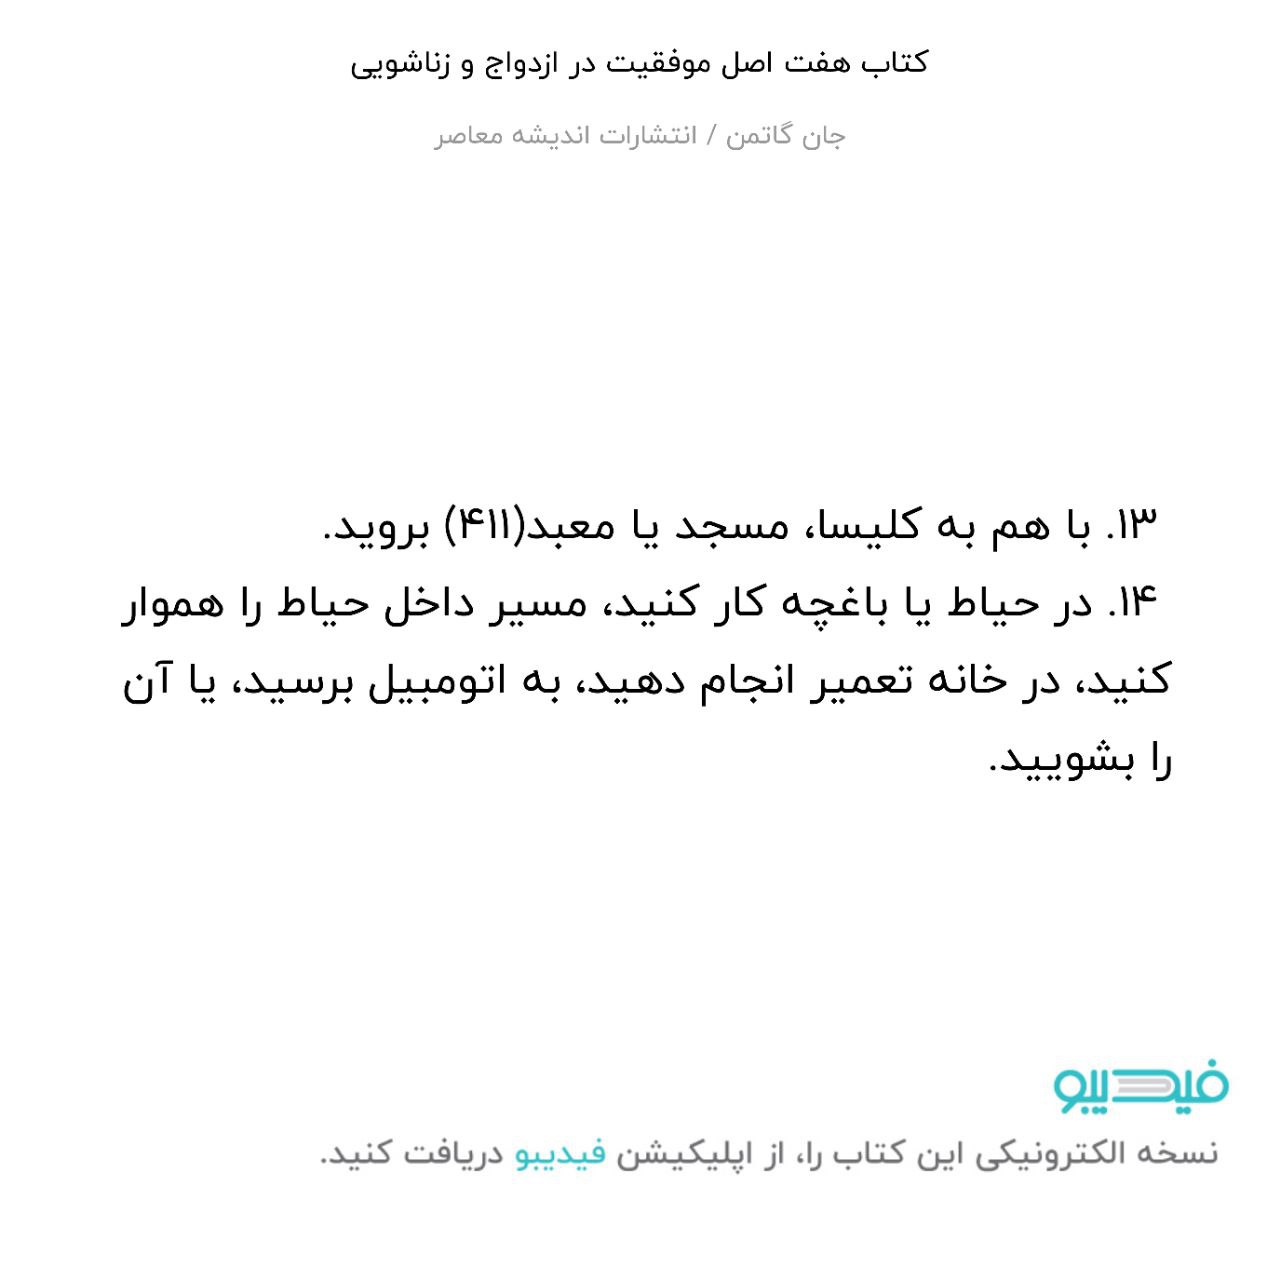 کتاب هفت اصل موفقیت در ازدواج و زناشویی
جان گاتمن / انتشارات اندیشه معاصر
۱۳. با هم به کلیسا، مسجد یا معبد(۴۱۱) بروید.
۱۴. در حیاط یا باغچه کار کنید، مسیر داخل حیاط را هموار
کنید، در خانه تعمیر انجام دهید، به اتومبیل برسید، یا آن
را بشویید.
فیدیبو
نسخه الکترونیکی این کتاب را، از اپلیکیشن فیدیبو دریافت کنید.